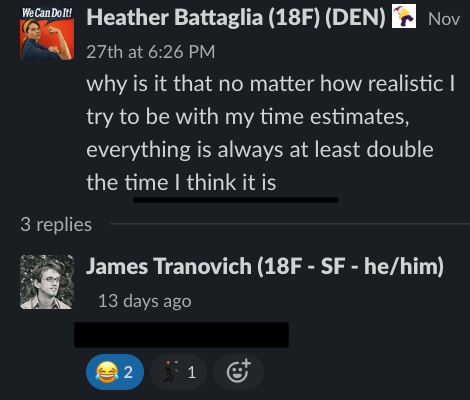 We Can Do It!
Heather Battaglia (18F) (DEN) Nov
27th at 6:26 PM
why is it that no matter how realistic I
try to be with my time estimates,
everything is always at least double
the time I think it is
3 replies
James Tranovich (18F - SF - he/him)
13 days ago
2
1